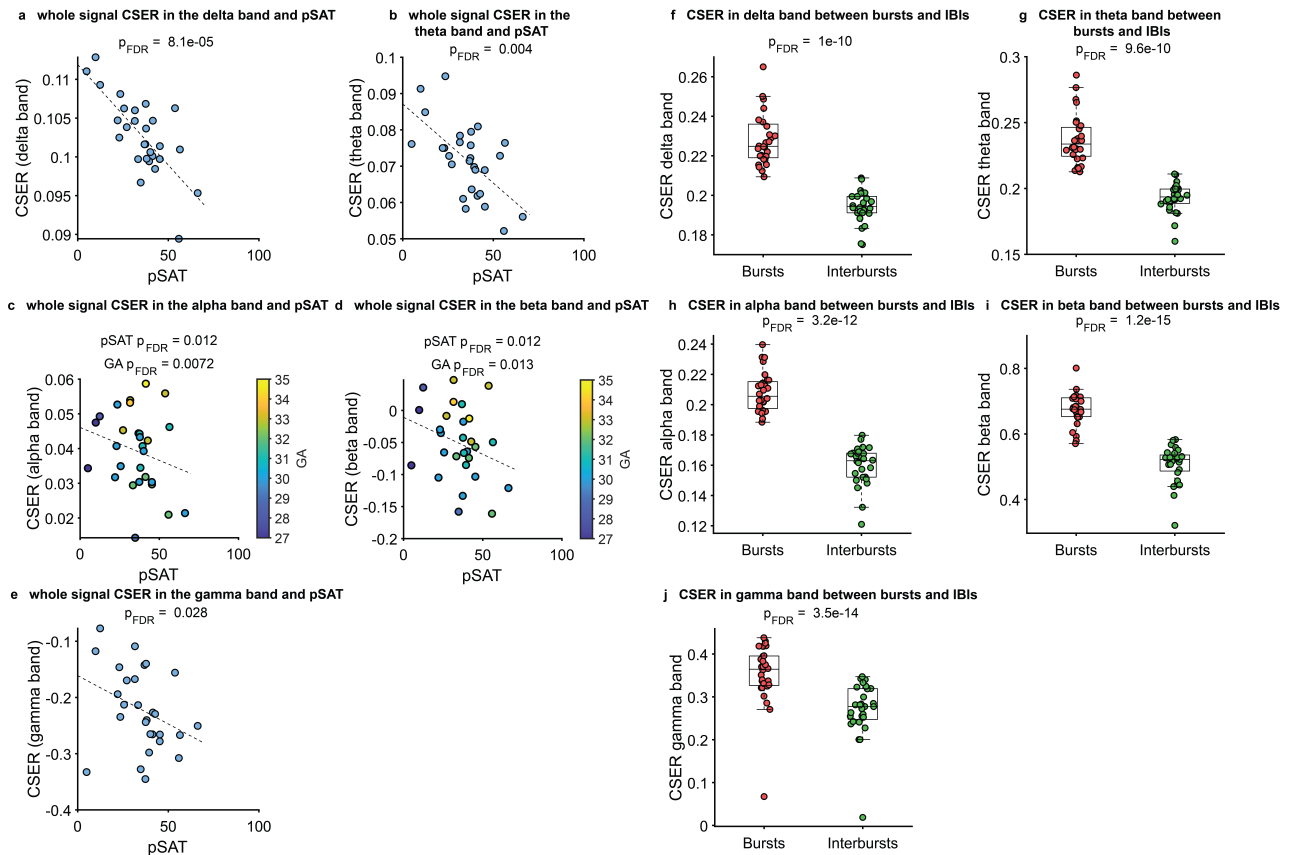 a whole signal CSER in the delta band and pSAT
p_FDR = 8.1e-05
CSER (delta band)
0.11
0.105
0.1
0.095
0.09
0 50 100
pSAT
b whole signal CSER in the
theta band and pSAT
p_FDR = 0.004
CSER (theta band)
0.1
0.09
0.08
0.07
0.06
0.05
0 50 100
pSAT
f CSER in delta band between bursts and IBIs
p_FDR = 1e-10
CSER delta band
0.26
0.24
0.22
0.2
0.18
Bursts Interbursts
g CSER in theta band between
bursts and IBIs
p_FDR = 9.6e-10
CSER theta band
0.3
0.25
0.2
0.15
Bursts Interbursts
c whole signal CSER in the alpha band and pSAT
pSAT p_FDR = 0.012
GA p_FDR = 0.0072
CSER (alpha band)
0.06
0.05
0.04
0.03
0.02
0 50 100
pSAT
35
34
33
32
31
30
29
28
27
GA
d whole signal CSER in the beta band and pSAT
pSAT p_FDR = 0.012
GA p_FDR = 0.013
CSER (beta band)
0
-0.05
-0.1
-0.15
-0.2
0 50 100
pSAT
35
34
33
32
31
30
29
28
27
GA
h CSER in alpha band between bursts and IBIs
p_FDR = 3.2e-12
CSER alpha band
0.24
0.22
0.2
0.18
0.16
0.14
0.12
Bursts Interbursts
i CSER in beta band between bursts and IBIs
p_FDR = 1.2e-15
CSER beta band
0.8
0.6
0.4
Bursts Interbursts
e whole signal CSER in the gamma band and pSAT
p_FDR = 0.028
CSER (gamma band)
-0.1
-0.2
-0.3
-0.4
0 50 100
pSAT
j CSER in gamma band between bursts and IBIs
p_FDR = 3.5e-14
CSER gamma band
0.4
0.3
0.2
0.1
0
Bursts Interbursts